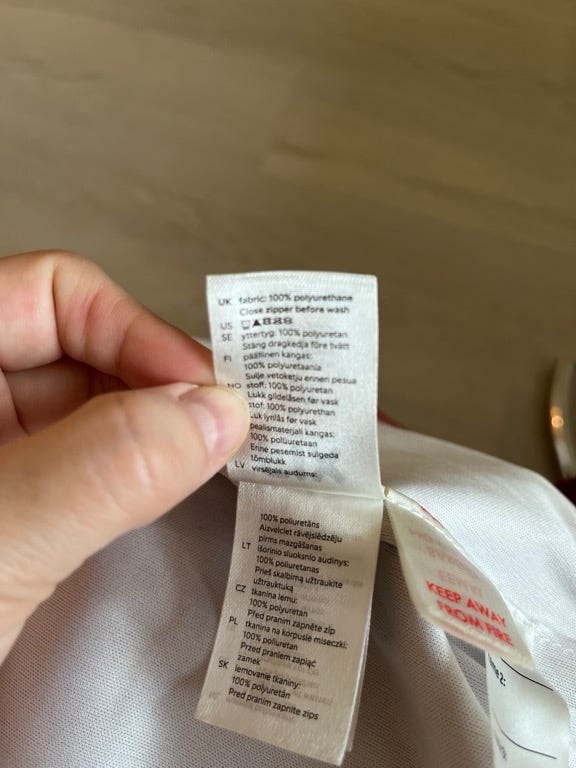 UK fabric: 100% polyurethane
Close zipper before wash
US
SE yttertyg: 100% polyuretan
Stäng dragkedja före tvätt
FI päällinen kangas:
100% polyuretaania
Sulje vetoketju ennen pesua
NO stoff: 100% polyuretan
Lukk glidelåsen før vask
stof: 100% polyurethan
Luk lynlås før vask
pealismaterjali kangas:
100% polüuretaan
Enne pesemist sulgeda
tõmblukk
LV virsējais audums:
100% poliuretāns
Aizvelciet rāvējslēdzēju
pirms mazgāšanas
LT išorinio sluoksnio audinys:
100% poliuretanas
Prieš skalbimą užtraukite
užtrauktuką
CZ tkanina lemu:
100% polyuretan
Před praním zapněte zip
PL tkanina na korpusie miseczki:
100% poliuretan
Przed praniem zapiąć
zamek
SK lemovanie tkaniny:
100% polyuretán
Pred praním zapnite zips
KEEP AWAY
FROM FIRE
2: